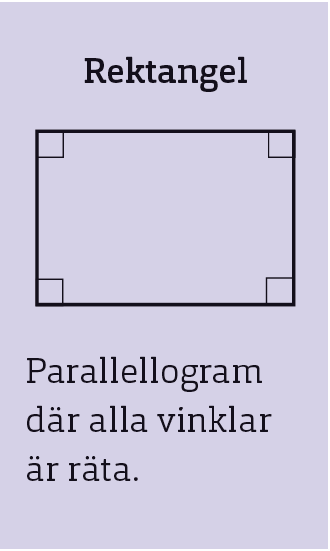 Rektangel
Parallellogram
där alla vinklar
är räta.